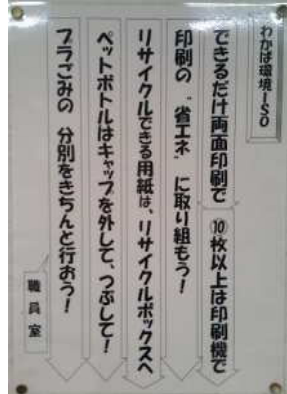 わかば環境ISO
できるだけ両面印刷で
⑩枚以上は印刷機で
印刷の〝省エネ〟に取り組もう！
リサイクルできる用紙は、リサイクルボックスへ
ペットボトルはキャップを外して、つぶして！
プラごみの 分別をきちんと行おう！
職員室